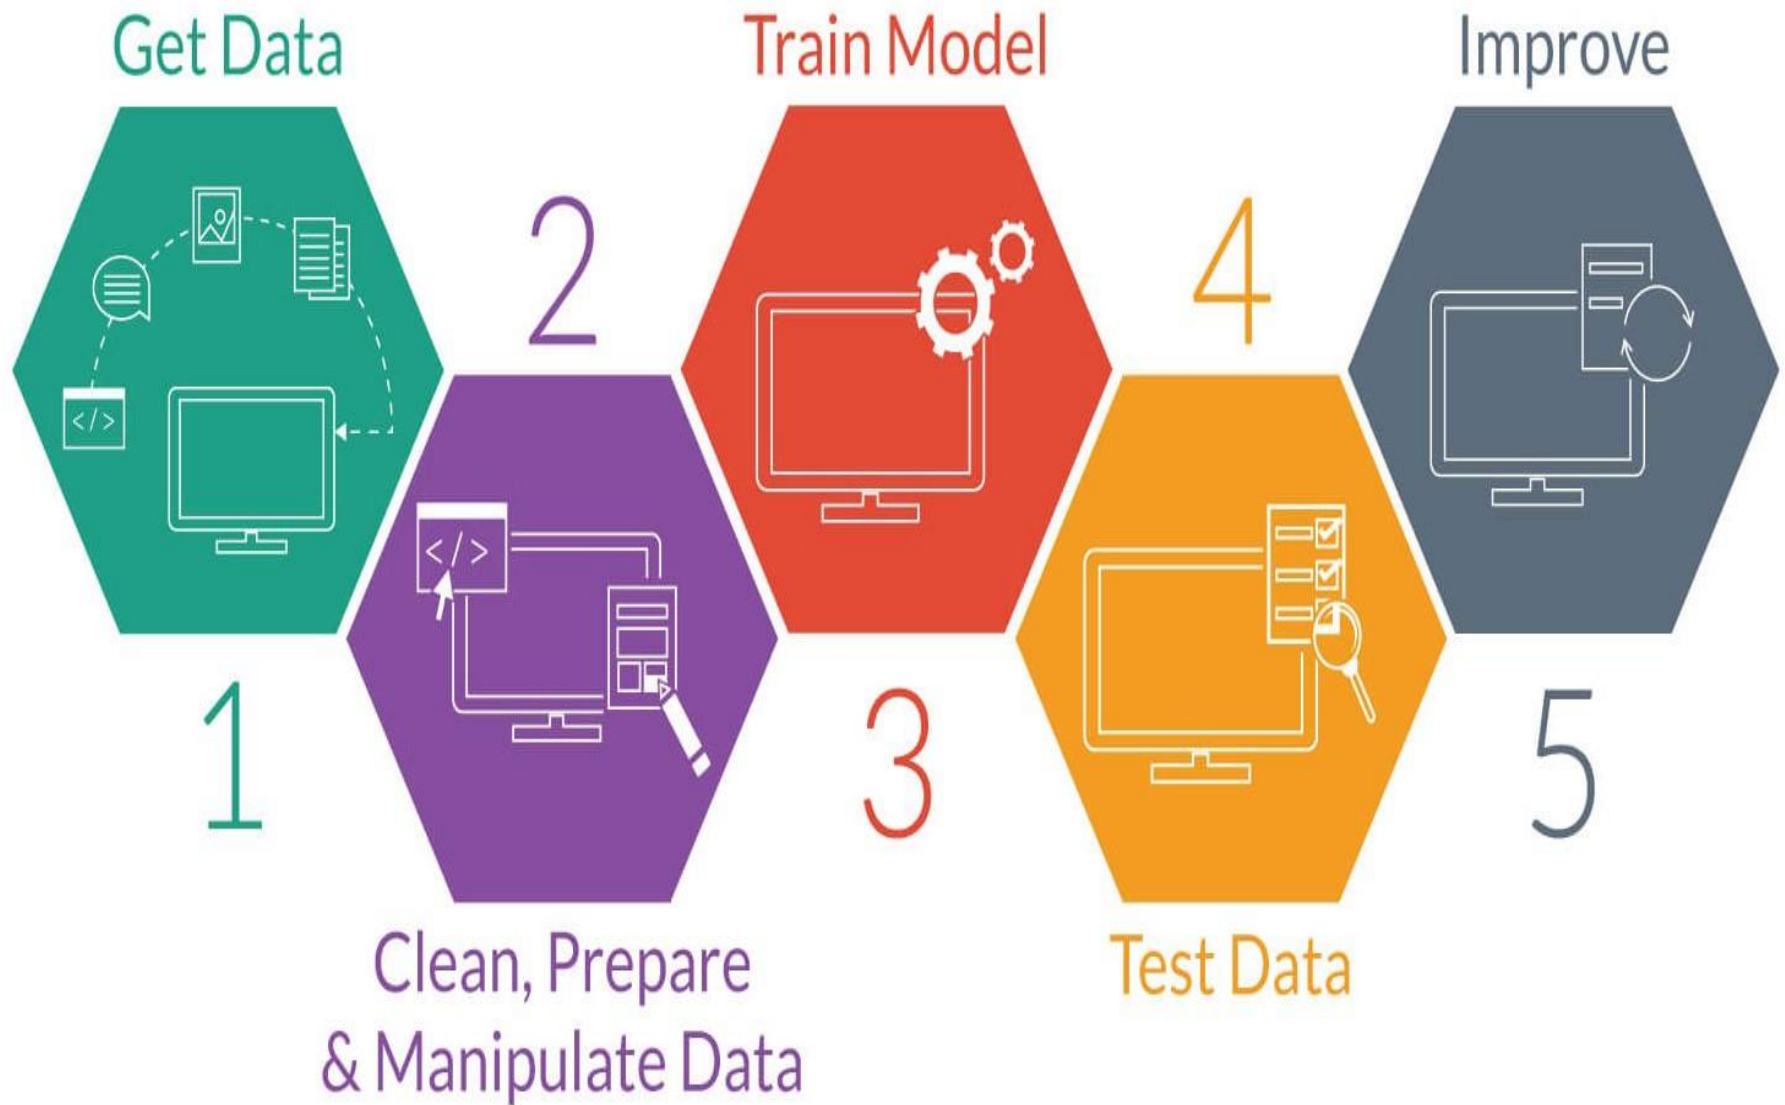 Get Data
</>
1
2
</>
Clean, Prepare
& Manipulate Data
Train Model
3
4
Test Data
Improve
5